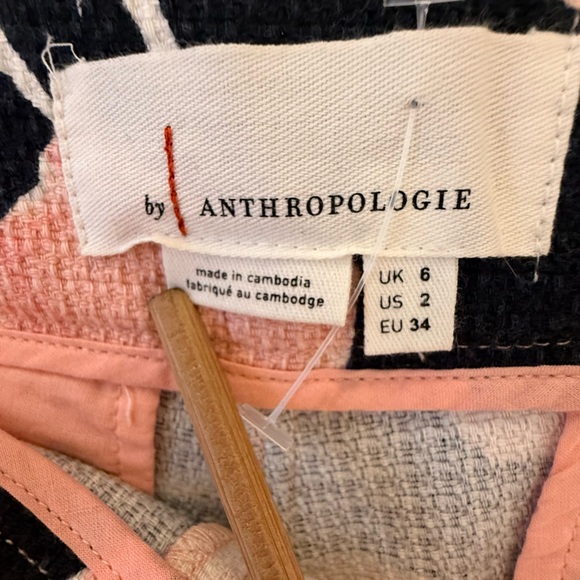 by | ANTHROPOLOGIE
made in cambodia
fabriqué au cambodge
UK 6
US 2
EU 34